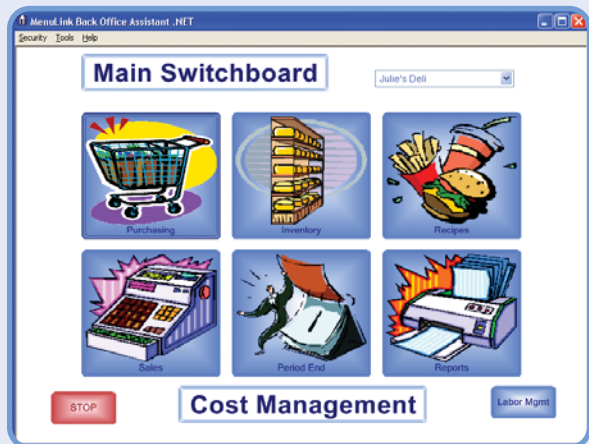 MenuLink Back Office Assistant .NET
Security Tools Help
Main Switchboard
Julie's Deli
Purchasing
Inventory
Recipes
Sales
Period End
Reports
STOP
Cost Management
Labor Mgmt